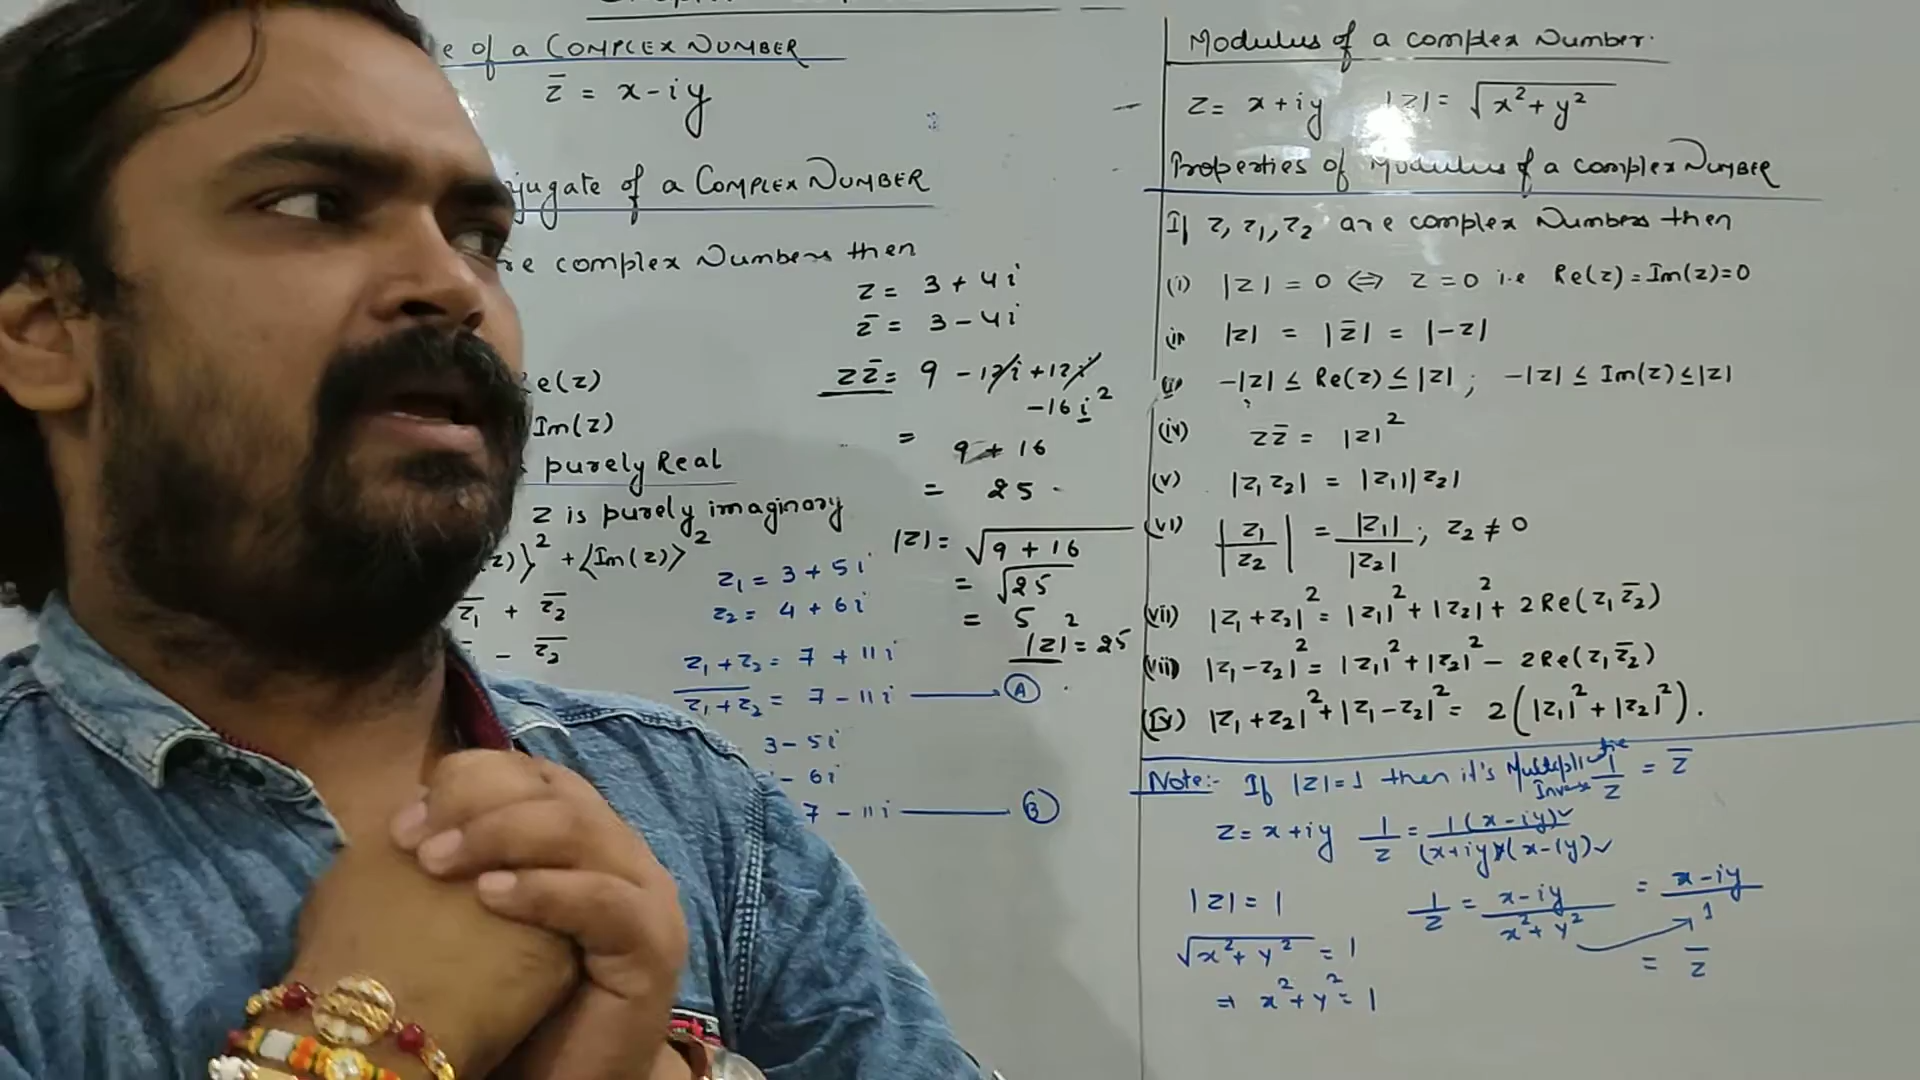 e of a COMPLEX NUMBER
z̄ = x-iy
jugate of a COMPLEX NUMBER
re complex Numbers then
z = 3 + 4i
z̄ = 3 - 4i
zz̄ = 9 - 12i + 12i
-16i²
= 9 + 16
= 25
e(z)
Im(z)
purely Real
z is purely imaginary
z)}² + {Im(z)}²
z̄₁ + z̄₂
- z̄₂
|z| = √(9 + 16)
= √25
= 5
|z|² = 25
z₁ = 3 + 5i
z₂ = 4 + 6i
z₁ + z₂ = 7 + 11i
\overline{z₁ + z₂} = 7 - 11i → (A)
3 - 5i
- 6i
7 - 11i → (B)
Modulus of a complex Number.
z = x + iy |z| = √(x² + y²)
Properties of Modulus of a complex NUMBER
If z, z₁, z₂ are complex Numbers then
(i) |z| = 0 ⇔ z = 0 i.e Re(z) = Im(z) = 0
(ii) |z| = |z̄| = |-z|
-|z| ≤ Re(z) ≤ |z| ; -|z| ≤ Im(z) ≤ |z|
(iv) zz̄ = |z|²
(v) |z₁z₂| = |z₁||z₂|
(vi) |z₁/z₂| = |z₁|/|z₂| ; z₂ ≠ 0
(vii) |z₁ + z₂|² = |z₁|² + |z₂|² + 2Re(z₁z̄₂)
(viii) |z₁ - z₂|² = |z₁|² + |z₂|² - 2Re(z₁z̄₂)
(ix) |z₁ + z₂|² + |z₁ - z₂|² = 2(|z₁|² + |z₂|²).
Note:- If |z| = 1 then it's Multiplicative Inverse 1/z = z̄
z = x + iy 1/z = 1(x-iy)/(x+iy)(x-iy)
|z| = 1 1/z = x-iy/x²+y² = x-iy/1
√(x² + y²) = 1 = z̄
⇒ x² + y² = 1